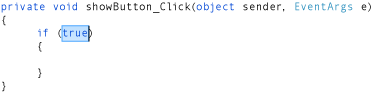 private void showButton_Click(object sender, EventArgs e)
{
if (true)
{
}
}